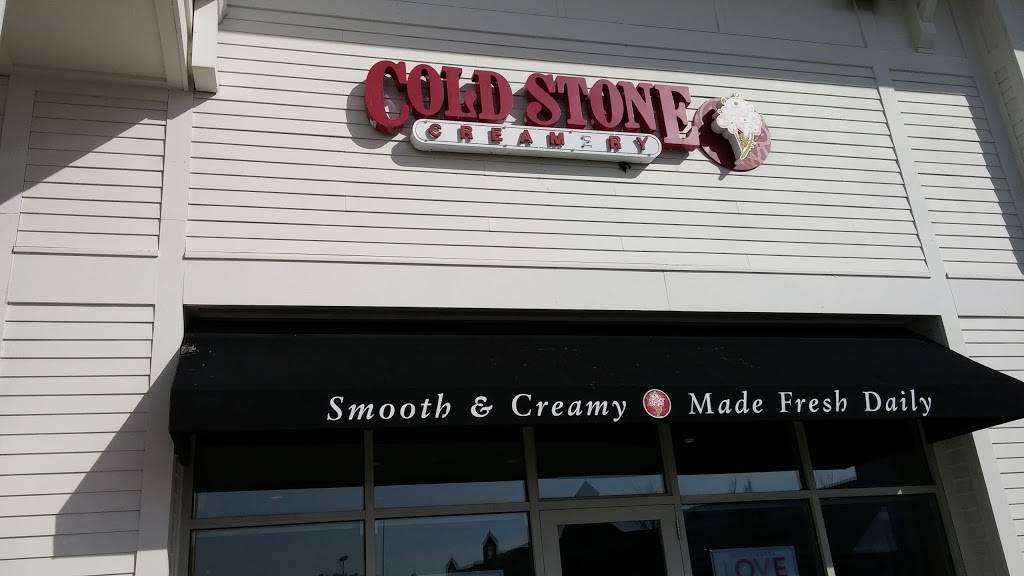 COLD STONE
CREAMERY
Smooth & Creamy Made Fresh Daily
LOVE